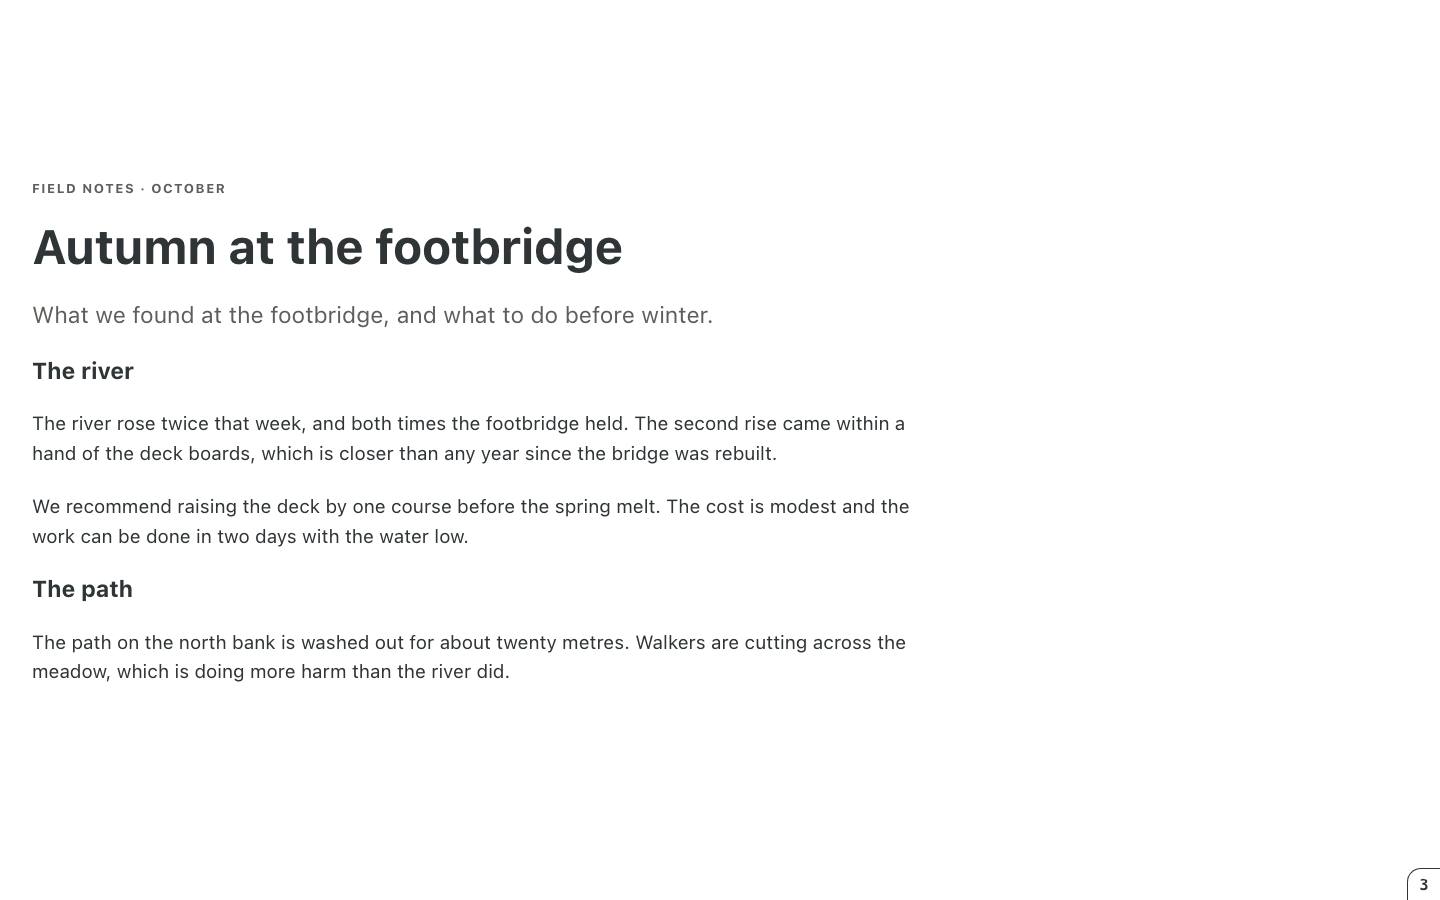 FIELD NOTES · OCTOBER
Autumn at the footbridge
What we found at the footbridge, and what to do before winter.
The river
The river rose twice that week, and both times the footbridge held. The second rise came within a
hand of the deck boards, which is closer than any year since the bridge was rebuilt.
We recommend raising the deck by one course before the spring melt. The cost is modest and the
work can be done in two days with the water low.
The path
The path on the north bank is washed out for about twenty metres. Walkers are cutting across the
meadow, which is doing more harm than the river did.
3